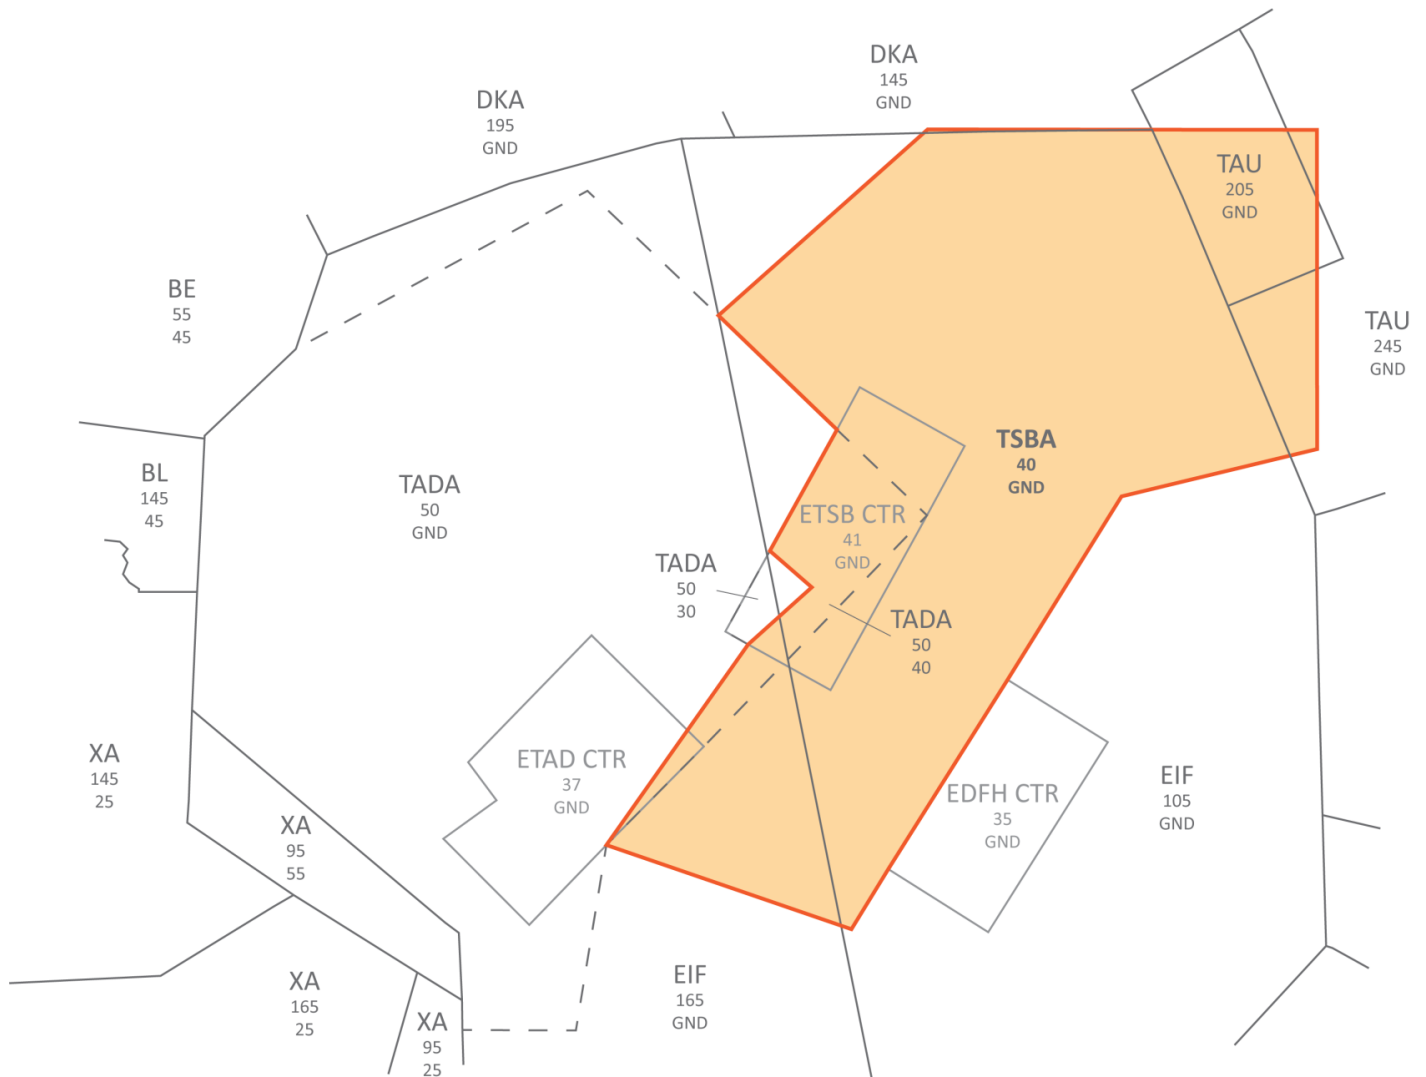 DKA
145
GND
DKA
195
GND
TAU
205
GND
BE
55
45
TAU
245
GND
TSBA
40
GND
BL
145
45
TADA
50
GND
ETSB CTR
41
GND
TADA
50
30
TADA
50
40
XA
145
25
ETAD CTR
37
GND
EDFH CTR
35
GND
EIF
105
GND
XA
95
55
XA
165
25
EIF
165
GND
XA
95
25